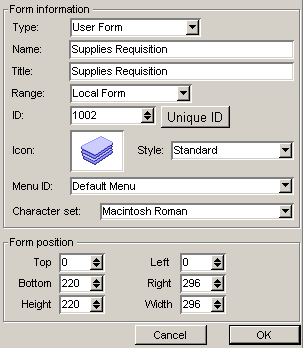 Form information
Type: User Form
Name: Supplies Requisition
Title: Supplies Requisition
Range: Local Form
ID: 1002 Unique ID
Icon: Style: Standard
Menu ID: Default Menu
Character set: Macintosh Roman
Form position
Top 0 Left 0
Bottom 220 Right 296
Height 220 Width 296
Cancel OK